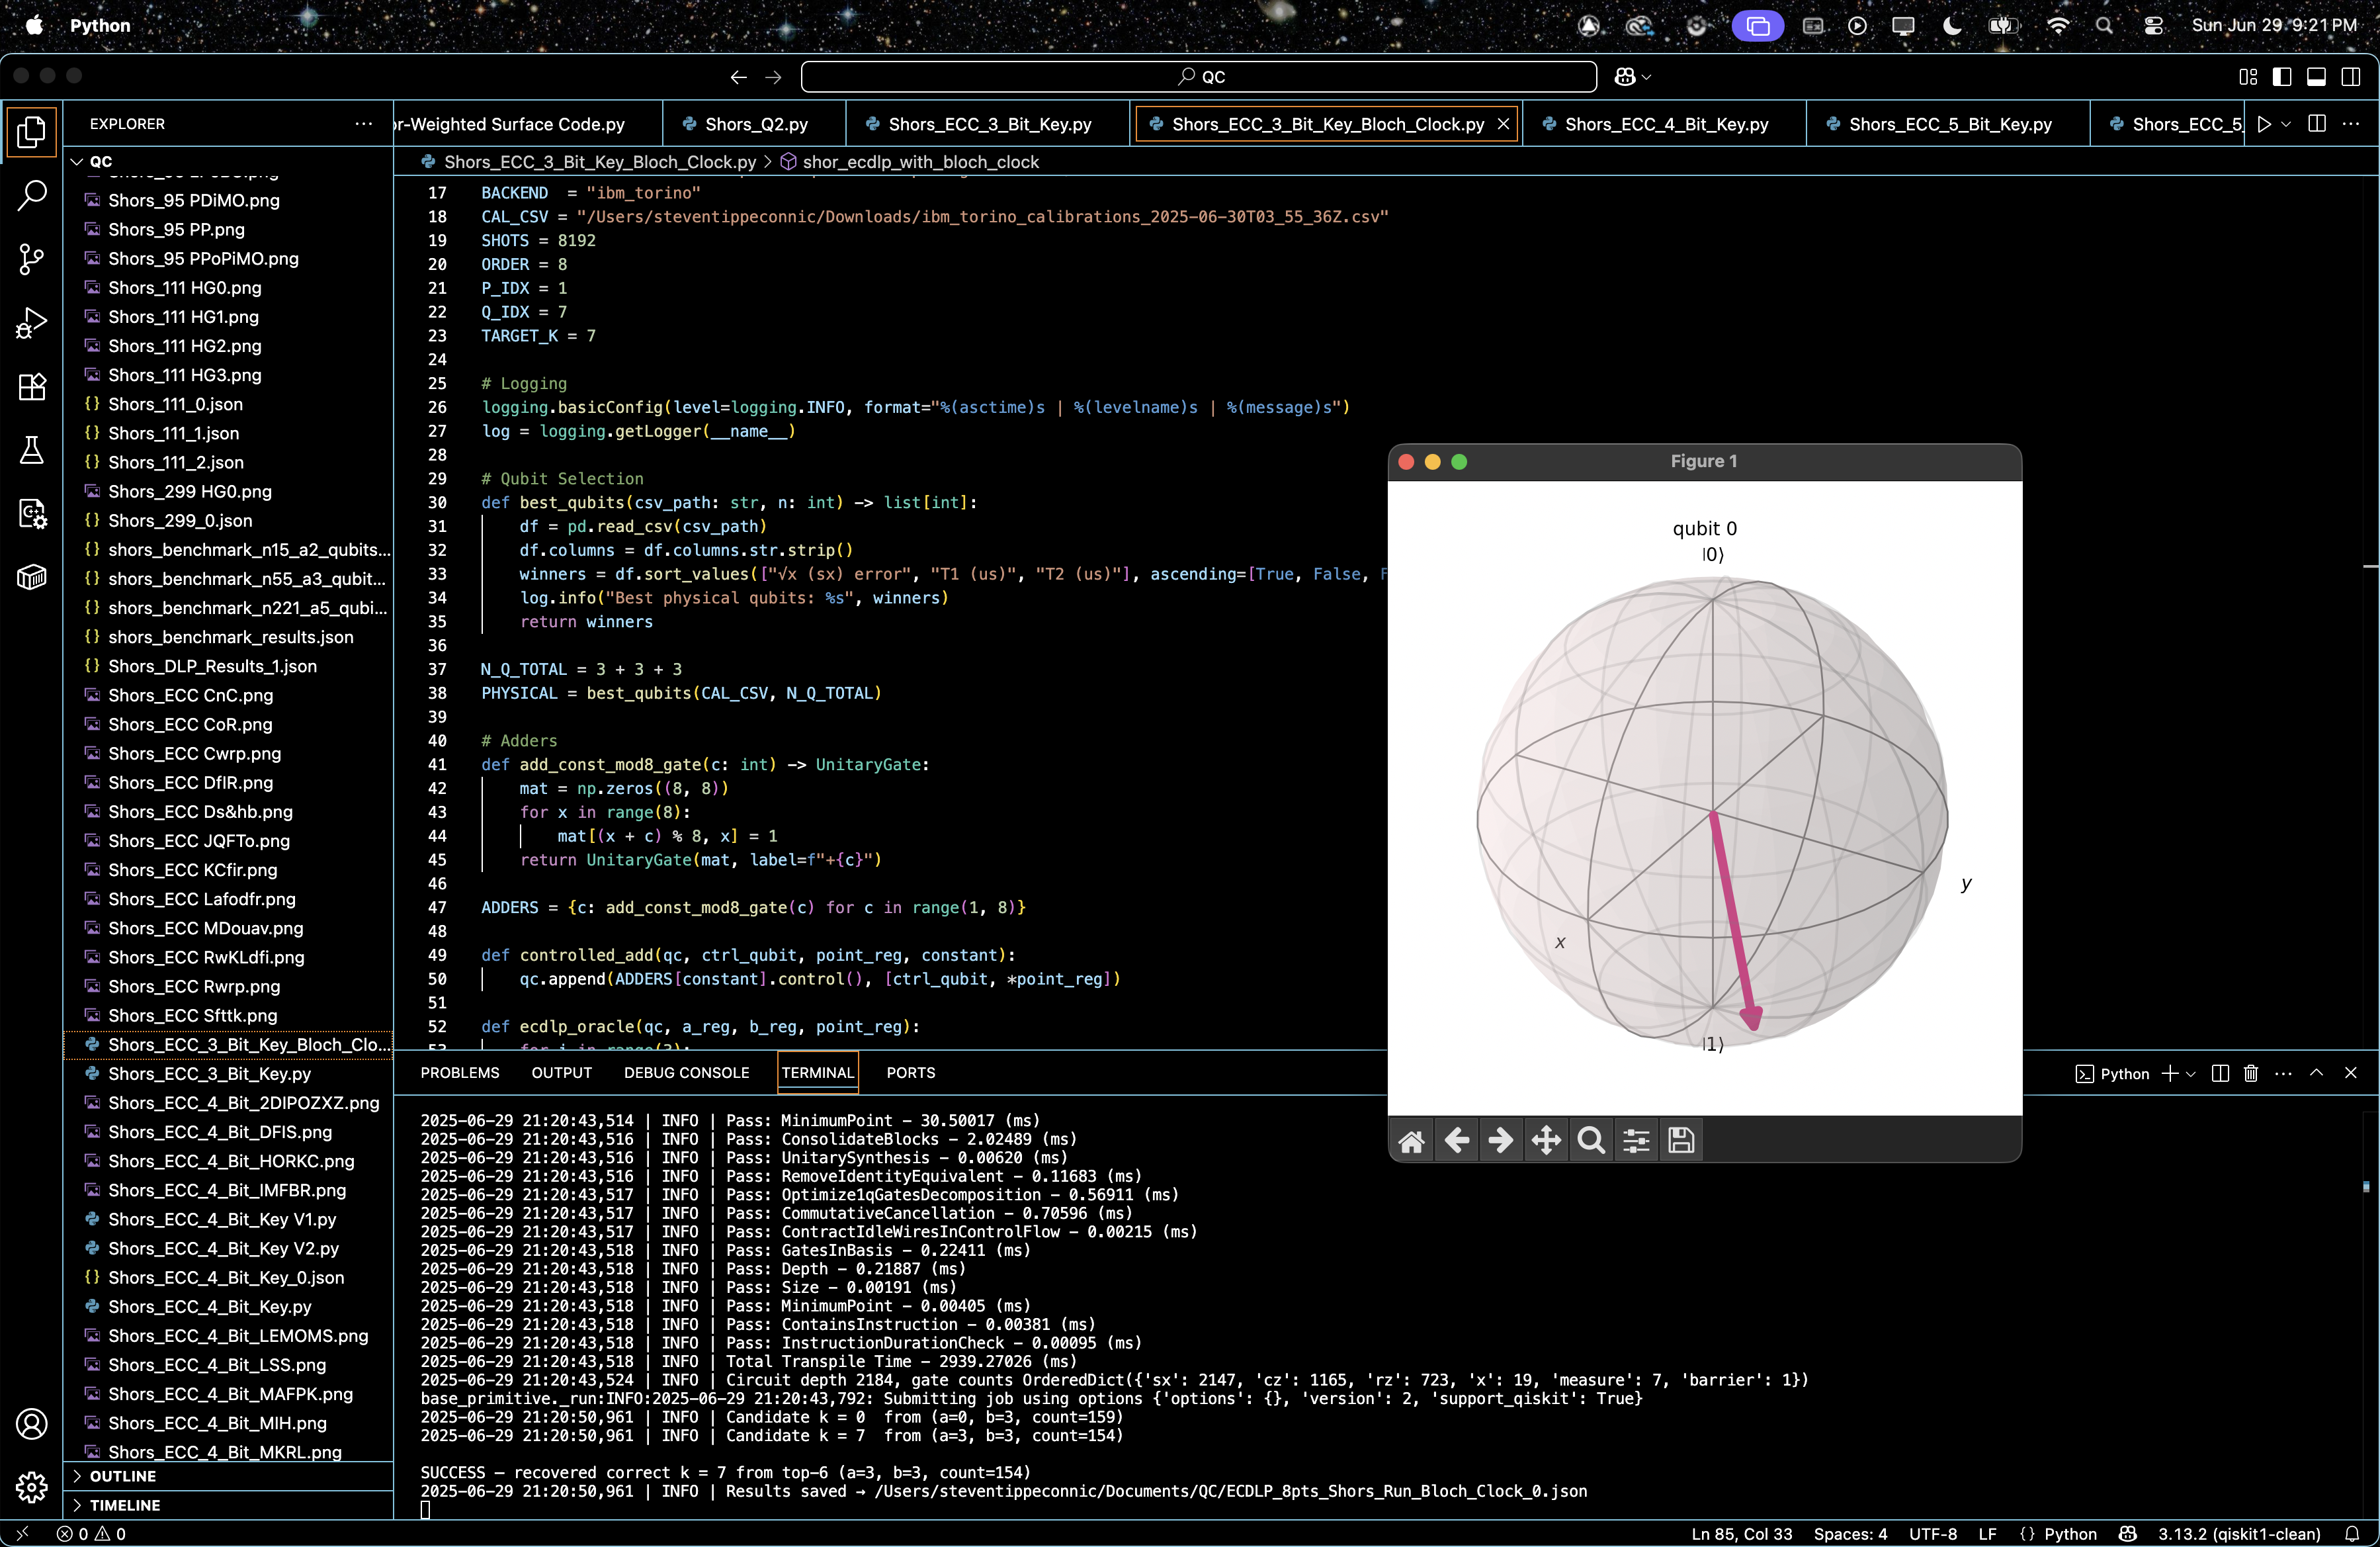 Python
Sun Jun 29 9:21 PM
QC
EXPLORER
QC
Shors_95 PDiMO.png
Shors_95 PP.png
Shors_95 PPoPiMO.png
Shors_111 HG0.png
Shors_111 HG1.png
Shors_111 HG2.png
Shors_111 HG3.png
{} Shors_111_0.json
{} Shors_111_1.json
{} Shors_111_2.json
Shors_299 HG0.png
{} Shors_299_0.json
{} shors_benchmark_n15_a2_qubits...
{} shors_benchmark_n55_a3_qubit...
{} shors_benchmark_n221_a5_qubi...
{} shors_benchmark_results.json
{} Shors_DLP_Results_1.json
Shors_ECC CnC.png
Shors_ECC CoR.png
Shors_ECC Cwrp.png
Shors_ECC DfIR.png
Shors_ECC Ds&hb.png
Shors_ECC JQFTo.png
Shors_ECC KCfir.png
Shors_ECC Lafodfr.png
Shors_ECC MDouav.png
Shors_ECC RwKLdfi.png
Shors_ECC Rwrp.png
Shors_ECC Sfttk.png
Shors_ECC_3_Bit_Key_Bloch_Clo...
Shors_ECC_3_Bit_Key.py
Shors_ECC_4_Bit_2DIPOZXZ.png
Shors_ECC_4_Bit_DFIS.png
Shors_ECC_4_Bit_HORKC.png
Shors_ECC_4_Bit_IMFBR.png
Shors_ECC_4_Bit_Key V1.py
Shors_ECC_4_Bit_Key V2.py
{} Shors_ECC_4_Bit_Key_0.json
Shors_ECC_4_Bit_Key.py
Shors_ECC_4_Bit_LEMOMS.png
Shors_ECC_4_Bit_LSS.png
Shors_ECC_4_Bit_MAFPK.png
Shors_ECC_4_Bit_MIH.png
Shors_ECC_4_Bit_MKRL.png
OUTLINE
TIMELINE
or-Weighted Surface Code.py Shors_Q2.py Shors_ECC_3_Bit_Key.py Shors_ECC_3_Bit_Key_Bloch_Clock.py Shors_ECC_4_Bit_Key.py Shors_ECC_5_Bit_Key.py Shors_ECC_5_
Shors_ECC_3_Bit_Key_Bloch_Clock.py > shor_ecdlp_with_bloch_clock
17 BACKEND = "ibm_torino"
18 CAL_CSV = "/Users/steventippeconnic/Downloads/ibm_torino_calibrations_2025-06-30T03_55_36Z.csv"
19 SHOTS = 8192
20 ORDER = 8
21 P_IDX = 1
22 Q_IDX = 7
23 TARGET_K = 7
24
25 # Logging
26 logging.basicConfig(level=logging.INFO, format="%(asctime)s | %(levelname)s | %(message)s")
27 log = logging.getLogger(__name__)
28
29 # Qubit Selection
30 def best_qubits(csv_path: str, n: int) -> list[int]:
31 df = pd.read_csv(csv_path)
32 df.columns = df.columns.str.strip()
33 winners = df.sort_values(["√x (sx) error", "T1 (us)", "T2 (us)"], ascending=[True, False, F
34 log.info("Best physical qubits: %s", winners)
35 return winners
36
37 N_Q_TOTAL = 3 + 3 + 3
38 PHYSICAL = best_qubits(CAL_CSV, N_Q_TOTAL)
39
40 # Adders
41 def add_const_mod8_gate(c: int) -> UnitaryGate:
42 mat = np.zeros((8, 8))
43 for x in range(8):
44 mat[(x + c) % 8, x] = 1
45 return UnitaryGate(mat, label=f"+{c}")
46
47 ADDERS = {c: add_const_mod8_gate(c) for c in range(1, 8)}
48
49 def controlled_add(qc, ctrl_qubit, point_reg, constant):
50 qc.append(ADDERS[constant].control(), [ctrl_qubit, *point_reg])
51
52 def ecdlp_oracle(qc, a_reg, b_reg, point_reg):
Figure 1
qubit 0
|0⟩
y
x
|1⟩
PROBLEMS OUTPUT DEBUG CONSOLE TERMINAL PORTS
Python
2025-06-29 21:20:43,514 | INFO | Pass: MinimumPoint - 30.50017 (ms)
2025-06-29 21:20:43,516 | INFO | Pass: ConsolidateBlocks - 2.02489 (ms)
2025-06-29 21:20:43,516 | INFO | Pass: UnitarySynthesis - 0.00620 (ms)
2025-06-29 21:20:43,516 | INFO | Pass: RemoveIdentityEquivalent - 0.11683 (ms)
2025-06-29 21:20:43,517 | INFO | Pass: Optimize1qGatesDecomposition - 0.56911 (ms)
2025-06-29 21:20:43,517 | INFO | Pass: CommutativeCancellation - 0.70596 (ms)
2025-06-29 21:20:43,517 | INFO | Pass: ContractIdleWiresInControlFlow - 0.00215 (ms)
2025-06-29 21:20:43,518 | INFO | Pass: GatesInBasis - 0.22411 (ms)
2025-06-29 21:20:43,518 | INFO | Pass: Depth - 0.21887 (ms)
2025-06-29 21:20:43,518 | INFO | Pass: Size - 0.00191 (ms)
2025-06-29 21:20:43,518 | INFO | Pass: MinimumPoint - 0.00405 (ms)
2025-06-29 21:20:43,518 | INFO | Pass: ContainsInstruction - 0.00381 (ms)
2025-06-29 21:20:43,518 | INFO | Pass: InstructionDurationCheck - 0.00095 (ms)
2025-06-29 21:20:43,518 | INFO | Total Transpile Time - 2939.27026 (ms)
2025-06-29 21:20:43,524 | INFO | Circuit depth 2184, gate counts OrderedDict({'sx': 2147, 'cz': 1165, 'rz': 723, 'x': 19, 'measure': 7, 'barrier': 1})
base_primitive._run:INFO:2025-06-29 21:20:43,792: Submitting job using options {'options': {}, 'version': 2, 'support_qiskit': True}
2025-06-29 21:20:50,961 | INFO | Candidate k = 0 from (a=0, b=3, count=159)
2025-06-29 21:20:50,961 | INFO | Candidate k = 7 from (a=3, b=3, count=154)
SUCCESS — recovered correct k = 7 from top-6 (a=3, b=3, count=154)
2025-06-29 21:20:50,961 | INFO | Results saved → /Users/steventippeconnic/Documents/QC/ECDLP_8pts_Shors_Run_Bloch_Clock_0.json
0 0 Ln 85, Col 33 Spaces: 4 UTF-8 LF {} Python 3.13.2 (qiskit1-clean)